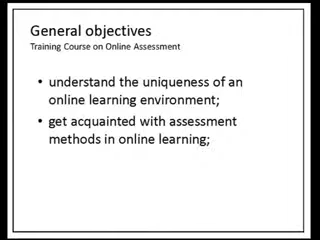 General objectives
Training Course on Online Assessment
• understand the uniqueness of an
online learning environment;
• get acquainted with assessment
methods in online learning;